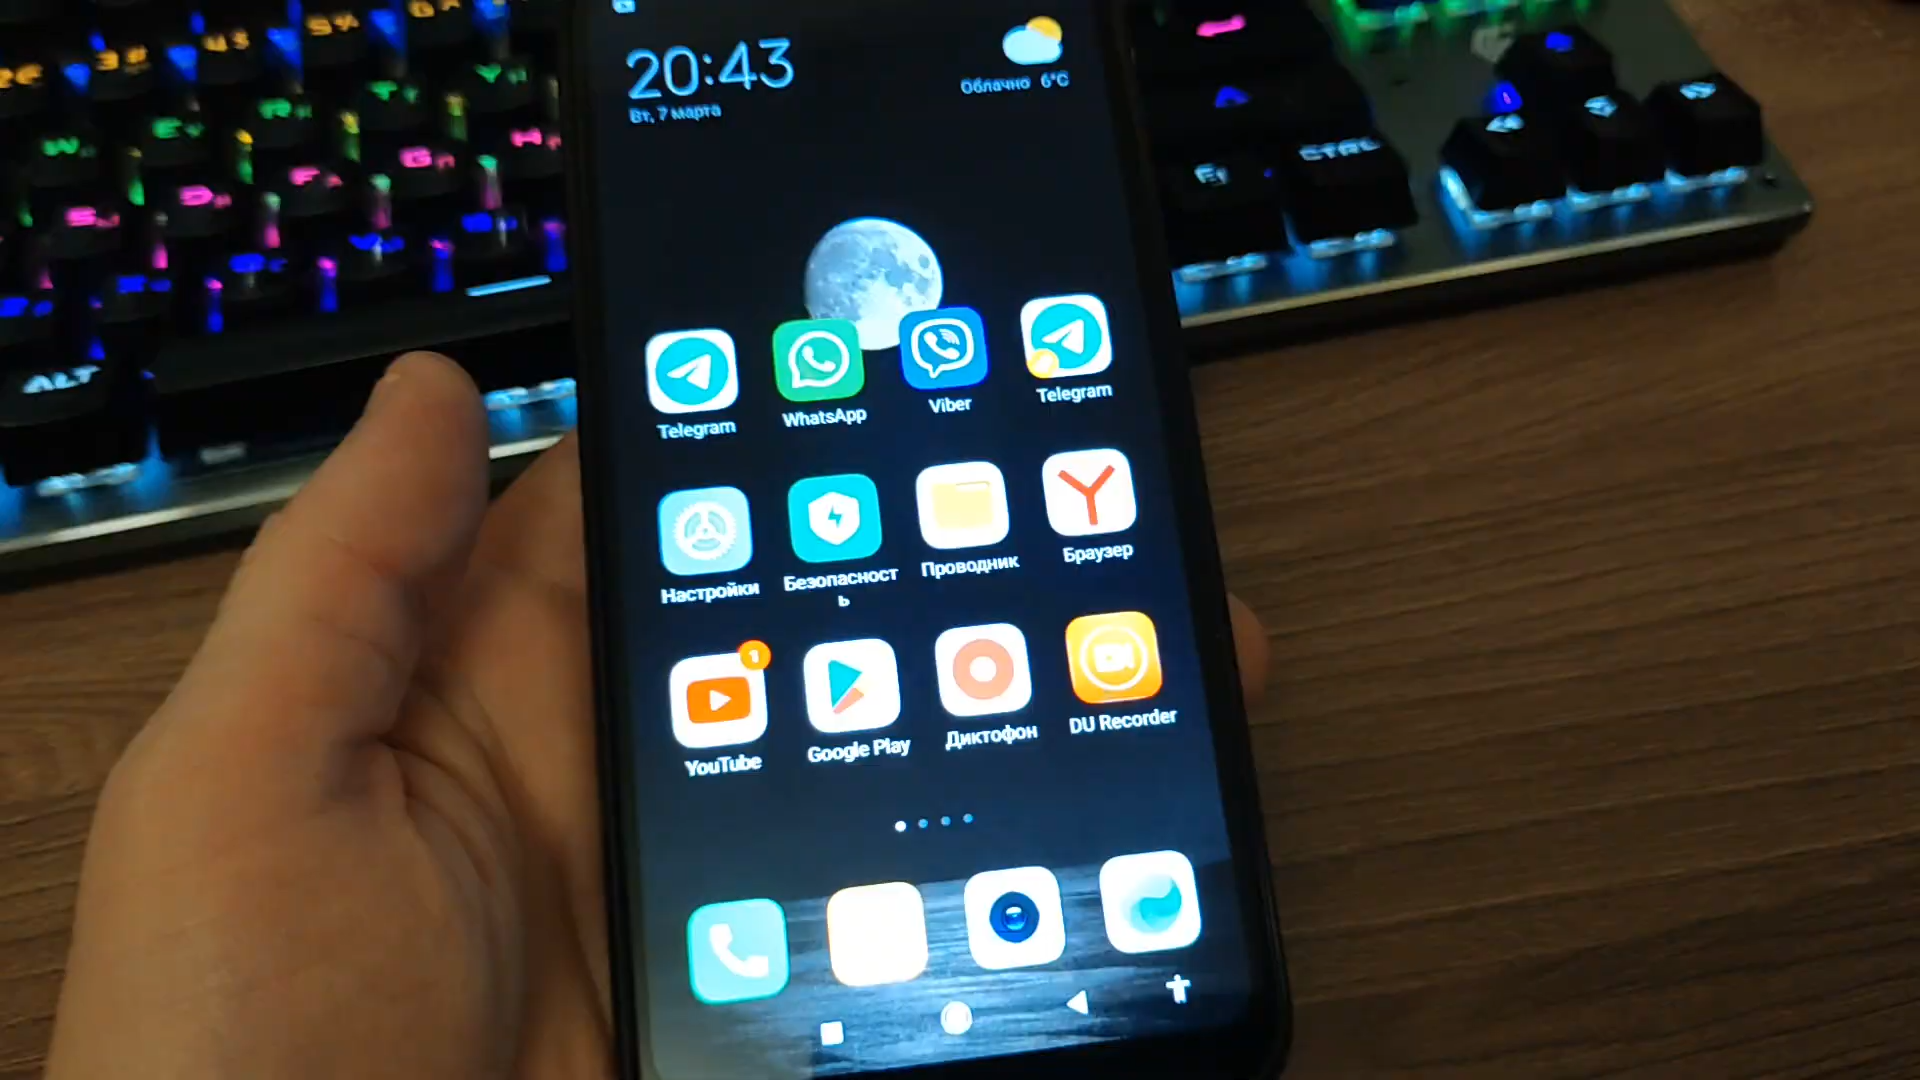 20:43
Вт, 7 марта
Облачно 6°C
Telegram
WhatsApp
Viber
Telegram
Настройки
Безопасност
ь
Проводник
Браузер
1
YouTube
Google Play
Диктофон
DU Recorder
ALT
CTRL